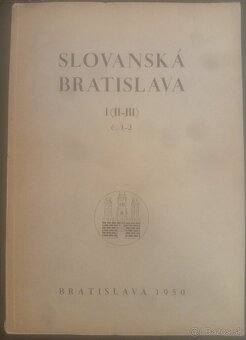 SLOVANSKÁ
BRATISLAVA
I (II-III)
č. 1-2
BRATISLAVA 1950